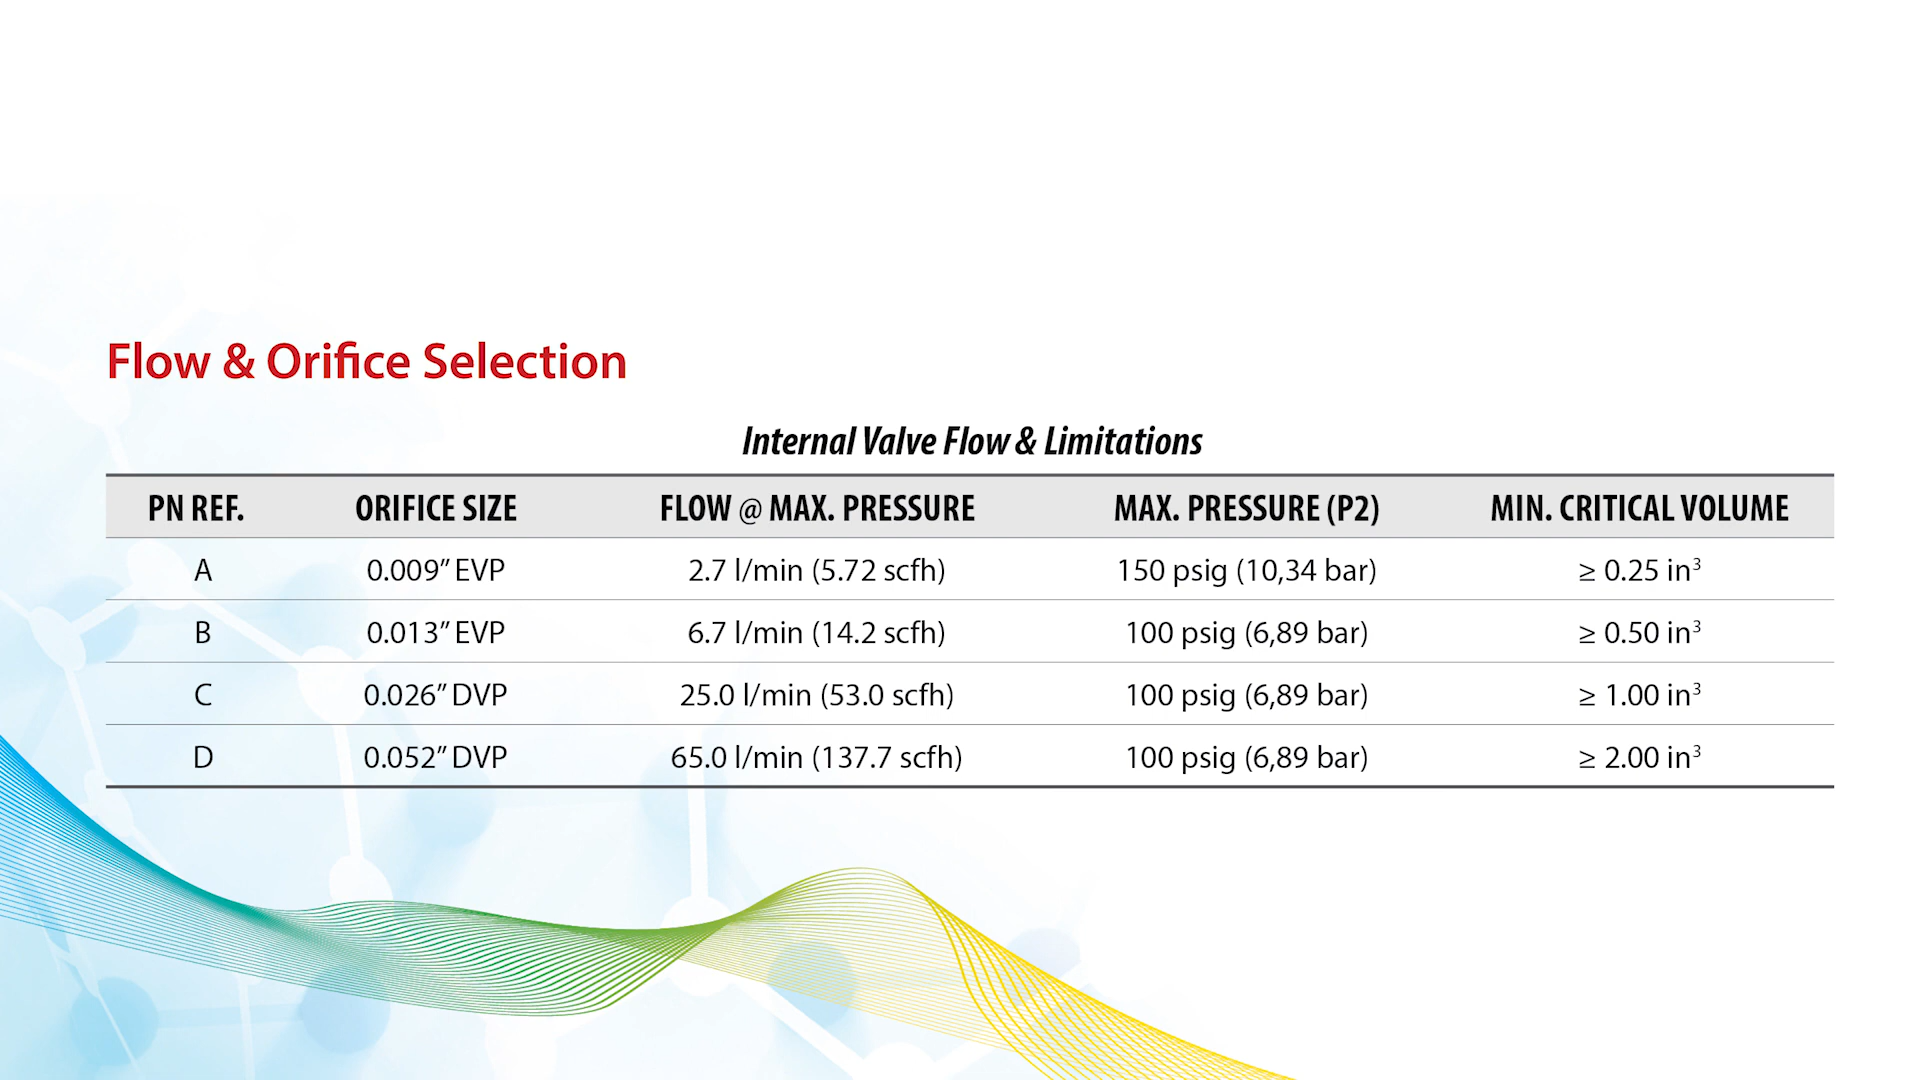 Flow & Orifice Selection
Internal Valve Flow & Limitations
PN REF. ORIFICE SIZE FLOW @ MAX. PRESSURE MAX. PRESSURE (P2) MIN. CRITICAL VOLUME
A 0.009” EVP 2.7 l/min (5.72 scfh) 150 psig (10,34 bar) ≥ 0.25 in³
B 0.013” EVP 6.7 l/min (14.2 scfh) 100 psig (6,89 bar) ≥ 0.50 in³
C 0.026” DVP 25.0 l/min (53.0 scfh) 100 psig (6,89 bar) ≥ 1.00 in³
D 0.052” DVP 65.0 l/min (137.7 scfh) 100 psig (6,89 bar) ≥ 2.00 in³